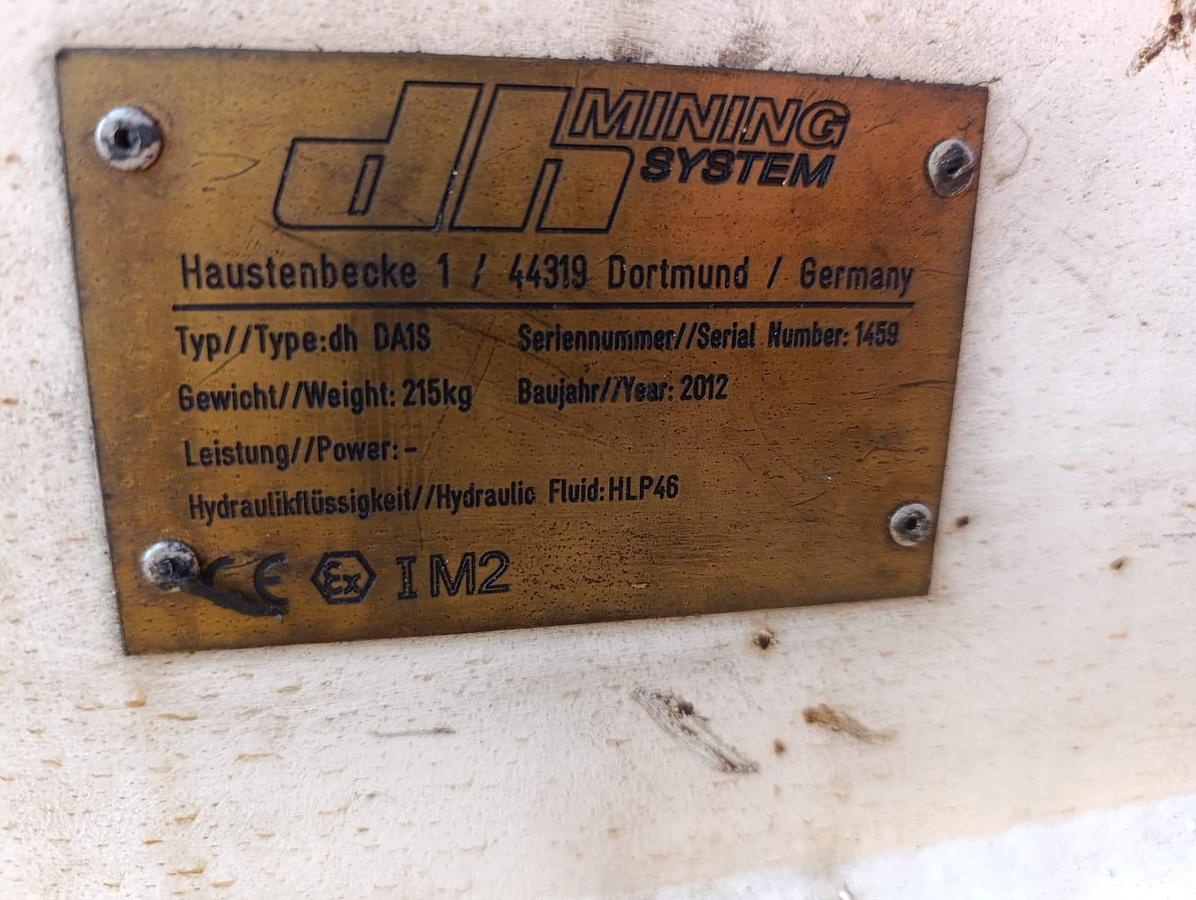 dh MINING
SYSTEM
Haustenbecke 1 / 44319 Dortmund / Germany
Typ//Type:dh DA1S Seriennummer//Serial Number: 1459
Gewicht//Weight: 215kg Baujahr//Year: 2012
Leistung//Power: -
Hydraulikflüssigkeit//Hydraulic Fluid: HLP46
CE Ex I M2